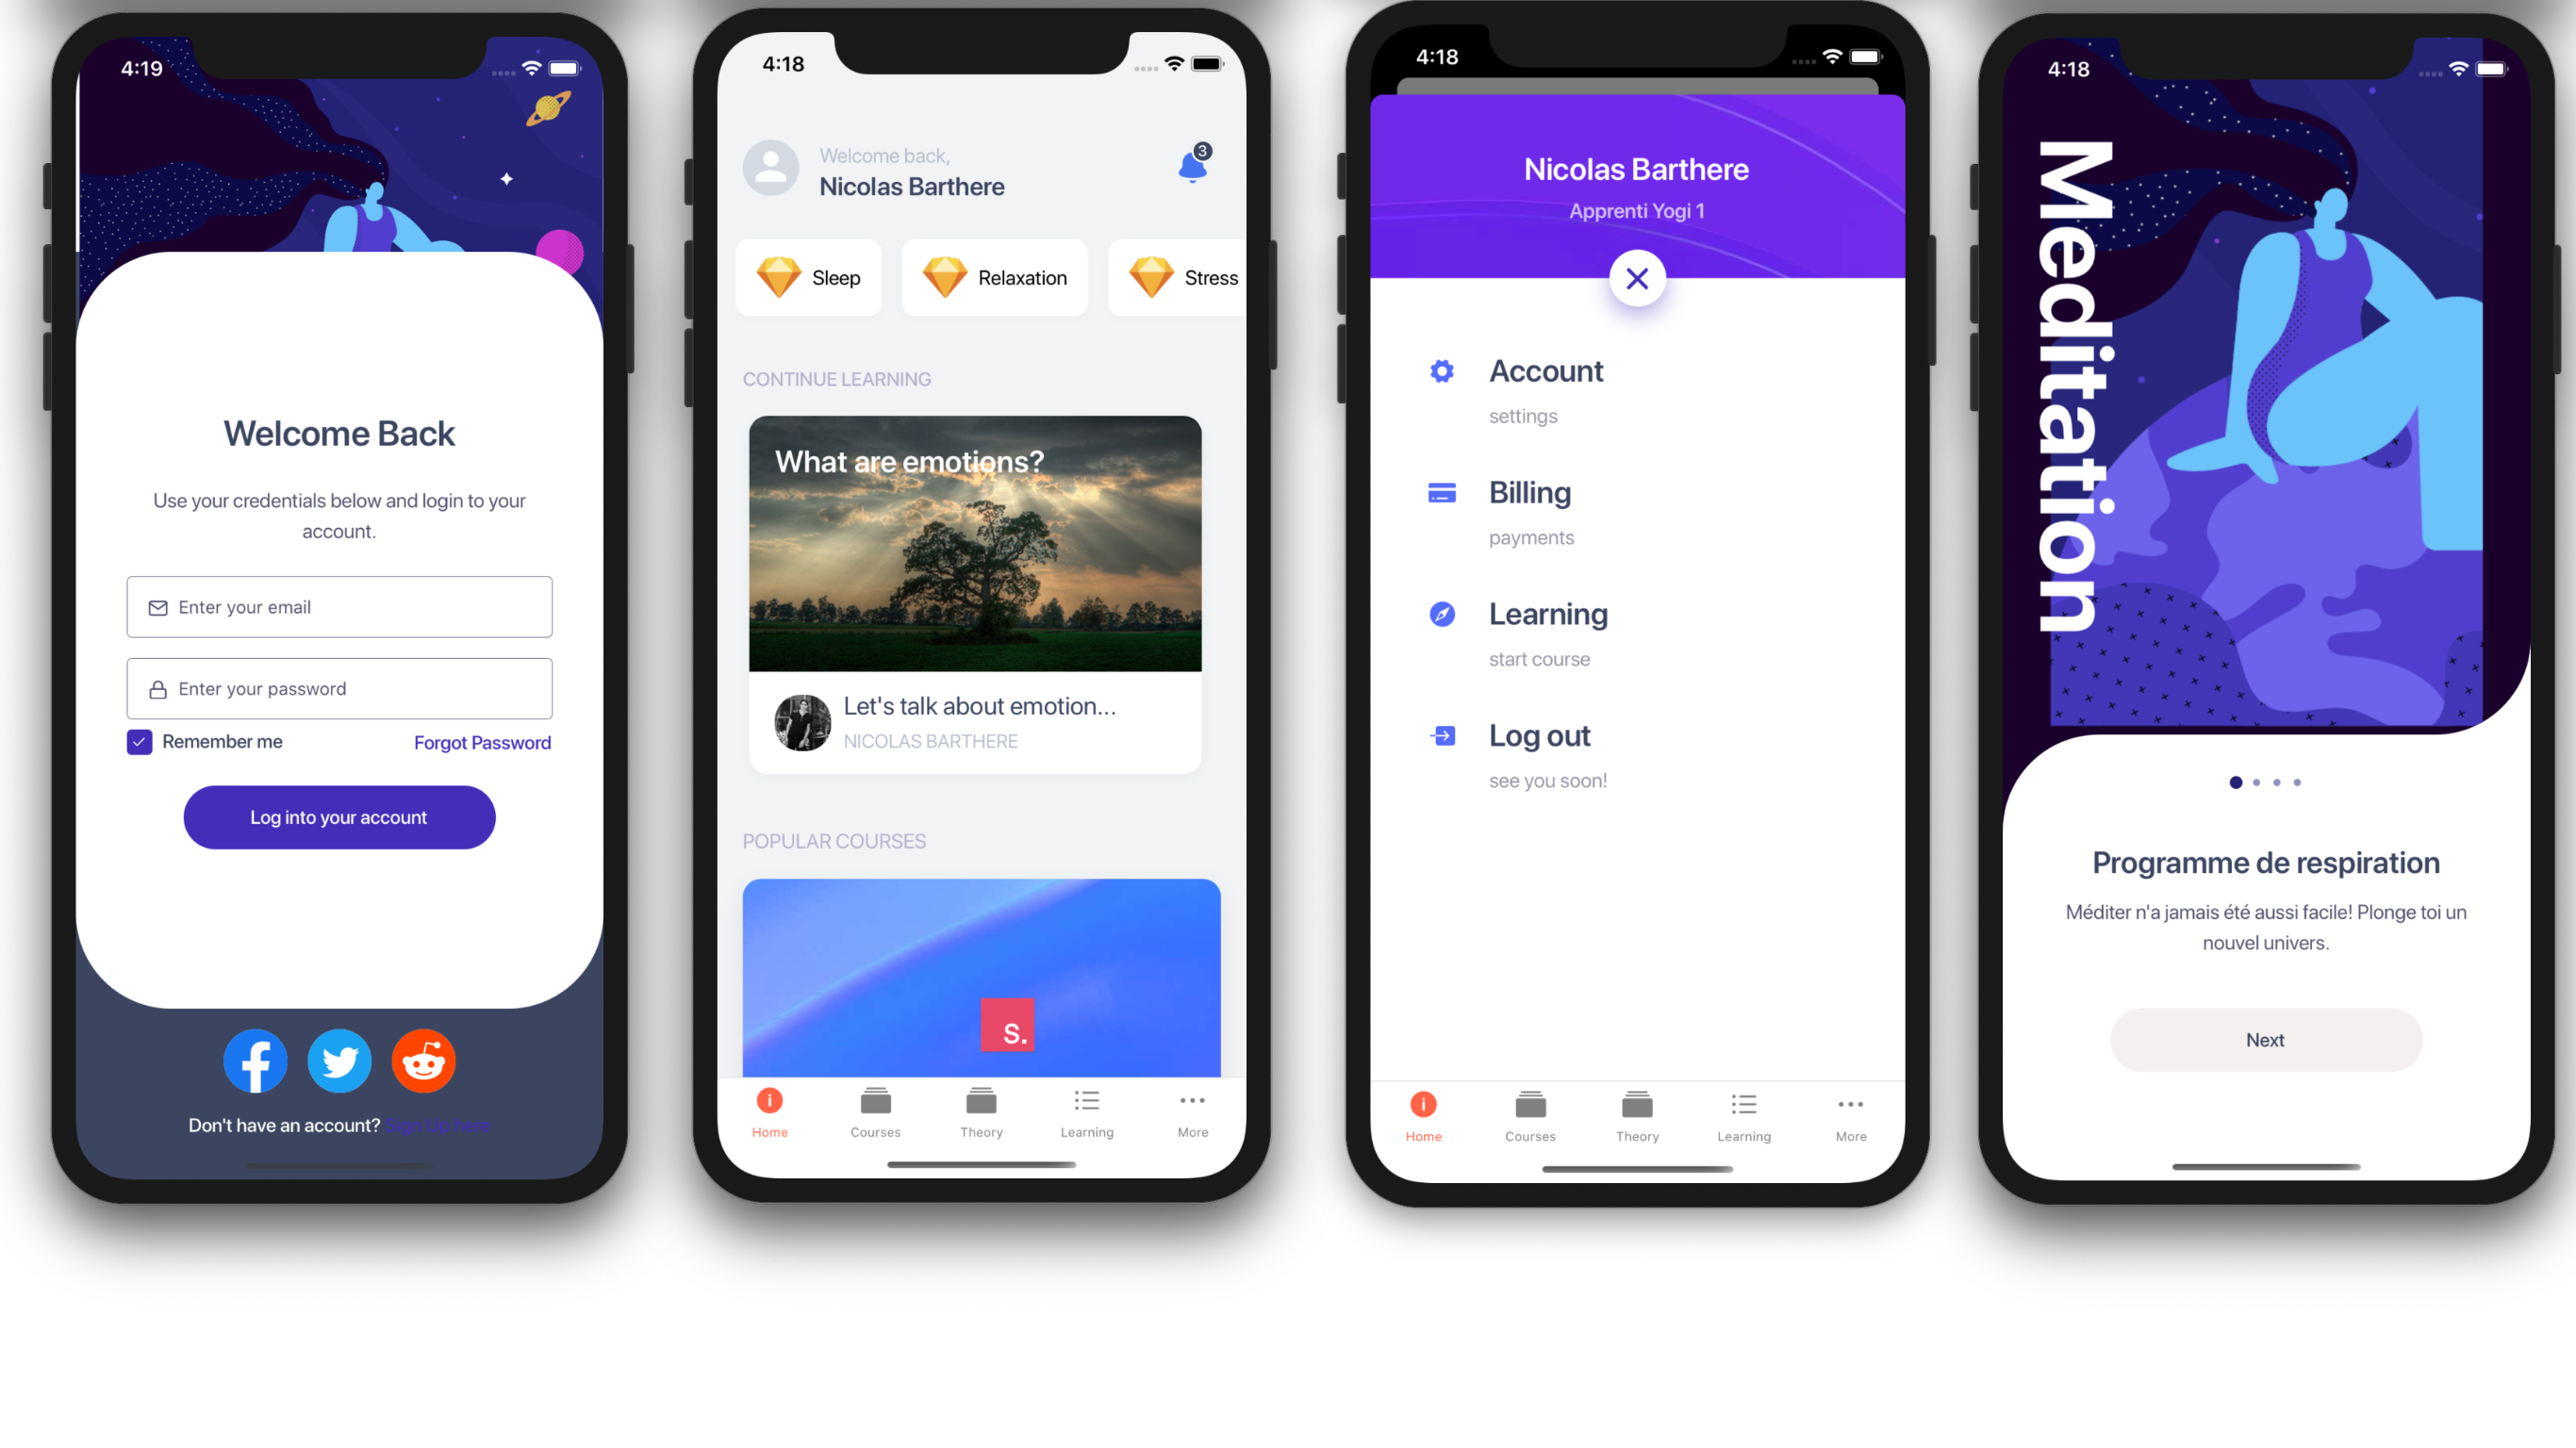 4:19
Welcome Back
Use your credentials below and login to your
account.
Enter your email
Enter your password
Remember me
Forgot Password
Log into your account
Don't have an account? Sign Up here
4:18
Welcome back,
Nicolas Barthere
3
Sleep
Relaxation
Stress
CONTINUE LEARNING
What are emotions?
Let's talk about emotion...
NICOLAS BARTHERE
POPULAR COURSES
S.
Home
Courses
Theory
Learning
More
4:18
Nicolas Barthere
Apprenti Yogi 1
Account
settings
Billing
payments
Learning
start course
Log out
see you soon!
Home
Courses
Theory
Learning
More
4:18
Meditation
Programme de respiration
Méditer n'a jamais été aussi facile! Plonge toi un
nouvel univers.
Next